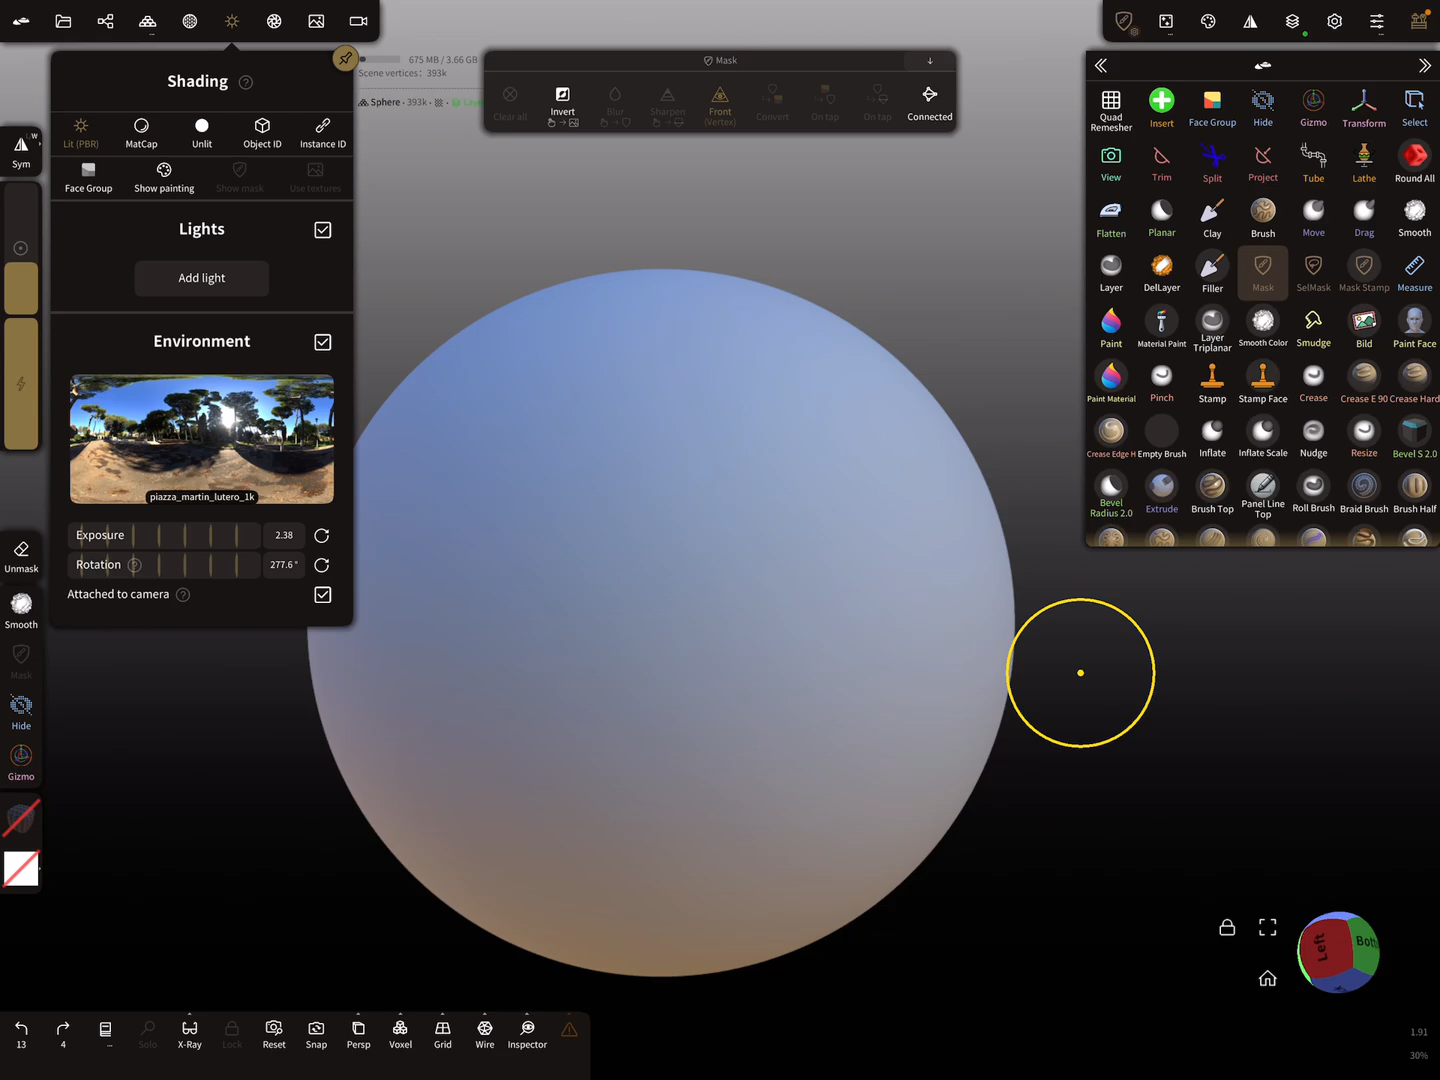 Shading
Lit (PBR)
MatCap
Unlit
Object ID
Instance ID
Face Group
Show painting
Show mask
Use textures
Lights
Add light
Environment
piazza_martin_lutero_1k
Exposure
2.38
Rotation
277.6°
Attached to camera
675 MB / 3.66 GB
Scene vertices: 393k
Sphere · 393k ·
Mask
Clear all
Invert
Blur
Sharpen
Front
(Vertex)
Convert
On tap
On tap
Connected
Sym
Unmask
Smooth
Mask
Hide
Gizmo
Quad
Remesher
Insert
Face Group
Hide
Gizmo
Transform
Select
View
Trim
Split
Project
Tube
Lathe
Round All
Flatten
Planar
Clay
Brush
Move
Drag
Smooth
Layer
DelLayer
Filler
Mask
SelMask
Mask Stamp
Measure
Paint
Material Paint
Layer
Triplanar
Smooth Color
Smudge
Bild
Paint Face
Paint Material
Pinch
Stamp
Stamp Face
Crease
Crease E 90
Crease Hard
Crease Edge H
Empty Brush
Inflate
Inflate Scale
Nudge
Resize
Bevel S 2.0
Bevel
Radius 2.0
Extrude
Brush Top
Panel Line
Top
Roll Brush
Braid Brush
Brush Half
Left
13
4
...
Solo
X-Ray
Lock
Reset
Snap
Persp
Voxel
Grid
Wire
Inspector
1.91
30%